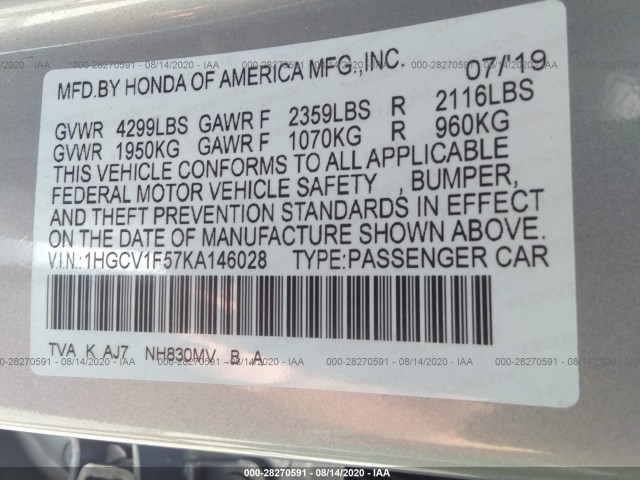 MFD.BY HONDA OF AMERICA MFG.,INC. 07/'19
GVWR 4299LBS GAWR F 2359LBS R 2116LBS
GVWR 1950KG GAWR F 1070KG R 960KG
THIS VEHICLE CONFORMS TO ALL APPLICABLE
FEDERAL MOTOR VEHICLE SAFETY , BUMPER,
AND THEFT PREVENTION STANDARDS IN EFFECT
ON THE DATE OF MANUFACTURE SHOWN ABOVE.
V.I.N.:1HGCV1F57KA146028 TYPE:PASSENGER CAR
TVA K AJ7 NH830MV B A
000-28270591 - 08/14/2020 - IAA